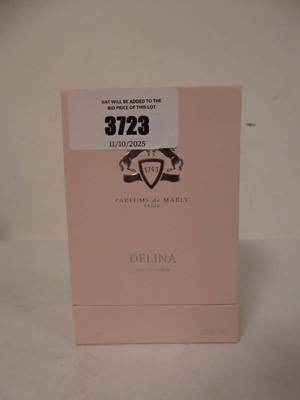 VAT WILL BE ADDED TO THE
BID PRICE OF THIS LOT
3723
11/10/2025
1743
PARFUMS de MARLY
PARIS
DELINA